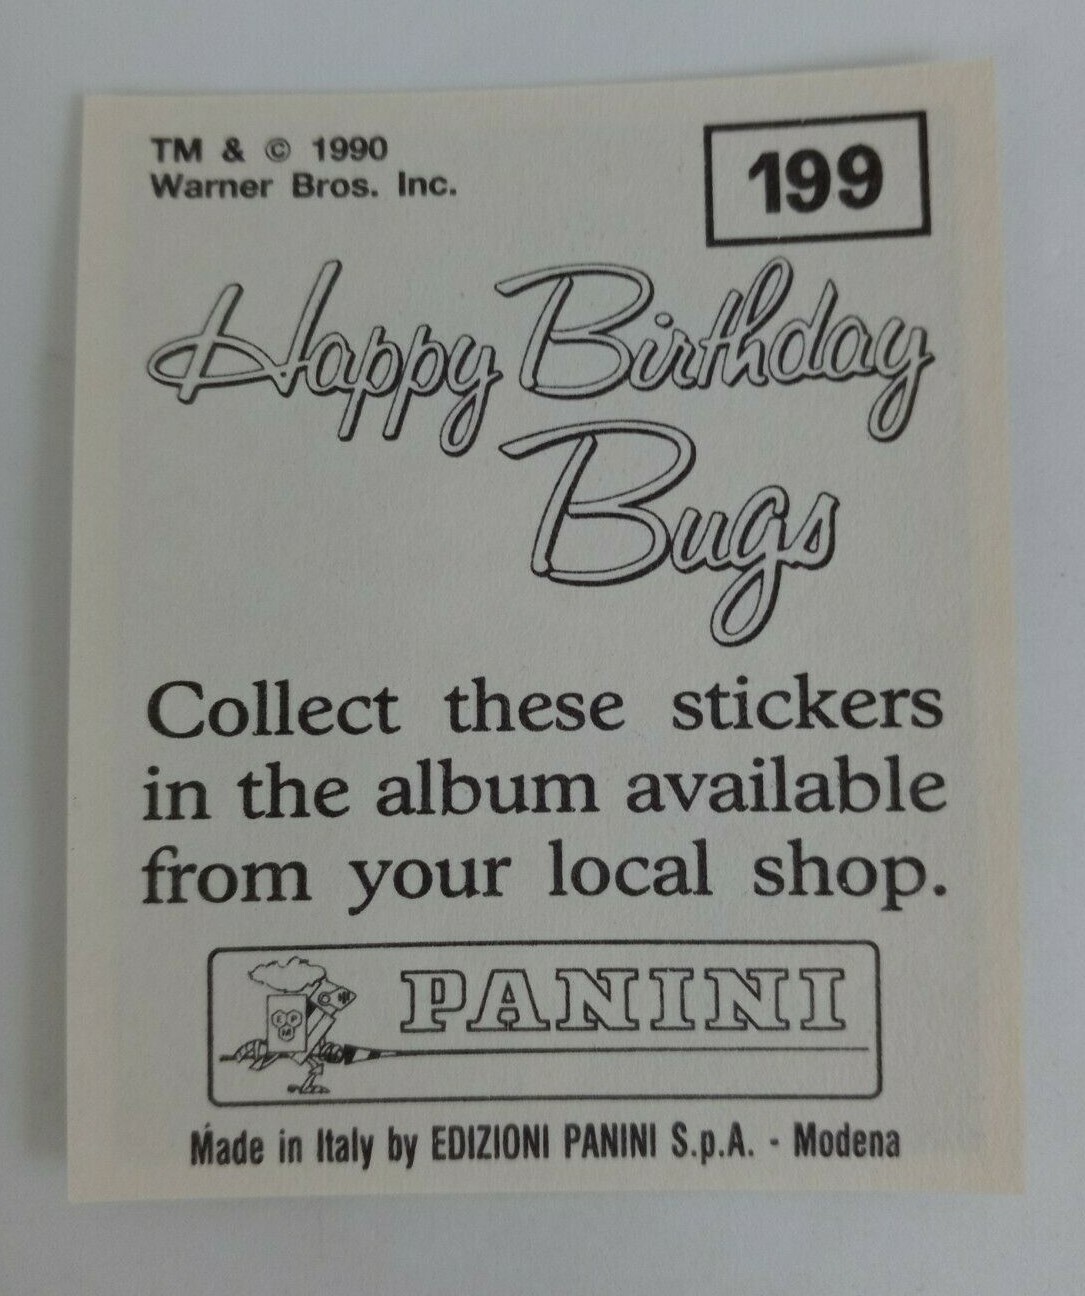 TM & © 1990
Warner Bros. Inc.
199
Happy Birthday
Bugs
Collect these stickers
in the album available
from your local shop.
PANINI
E P
M
Made in Italy by EDIZIONI PANINI S.p.A. - Modena